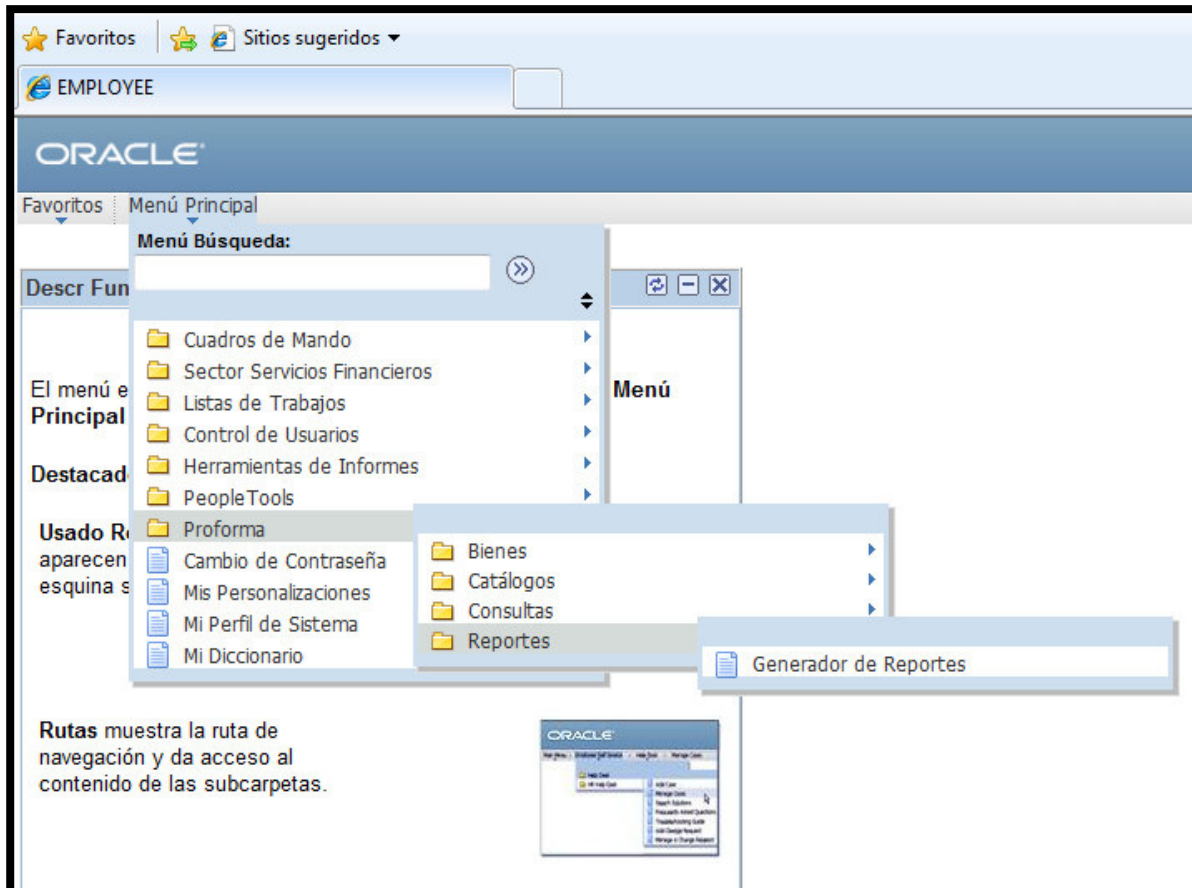 Favoritos
Sitios sugeridos
EMPLOYEE
ORACLE
Favoritos
Menú Principal
Menú Búsqueda:
Descr Fun
Cuadros de Mando
Sector Servicios Financieros
Listas de Trabajos
Control de Usuarios
Herramientas de Informes
PeopleTools
Proforma
Cambio de Contraseña
Mis Personalizaciones
Mi Perfil de Sistema
Mi Diccionario
Bienes
Catálogos
Consultas
Reportes
Generador de Reportes
El menú e
Menú
Principal
Destacad
Usado R
aparecen
esquina s
Rutas muestra la ruta de
navegación y da acceso al
contenido de las subcarpetas.
ORACLE
Manage Cases